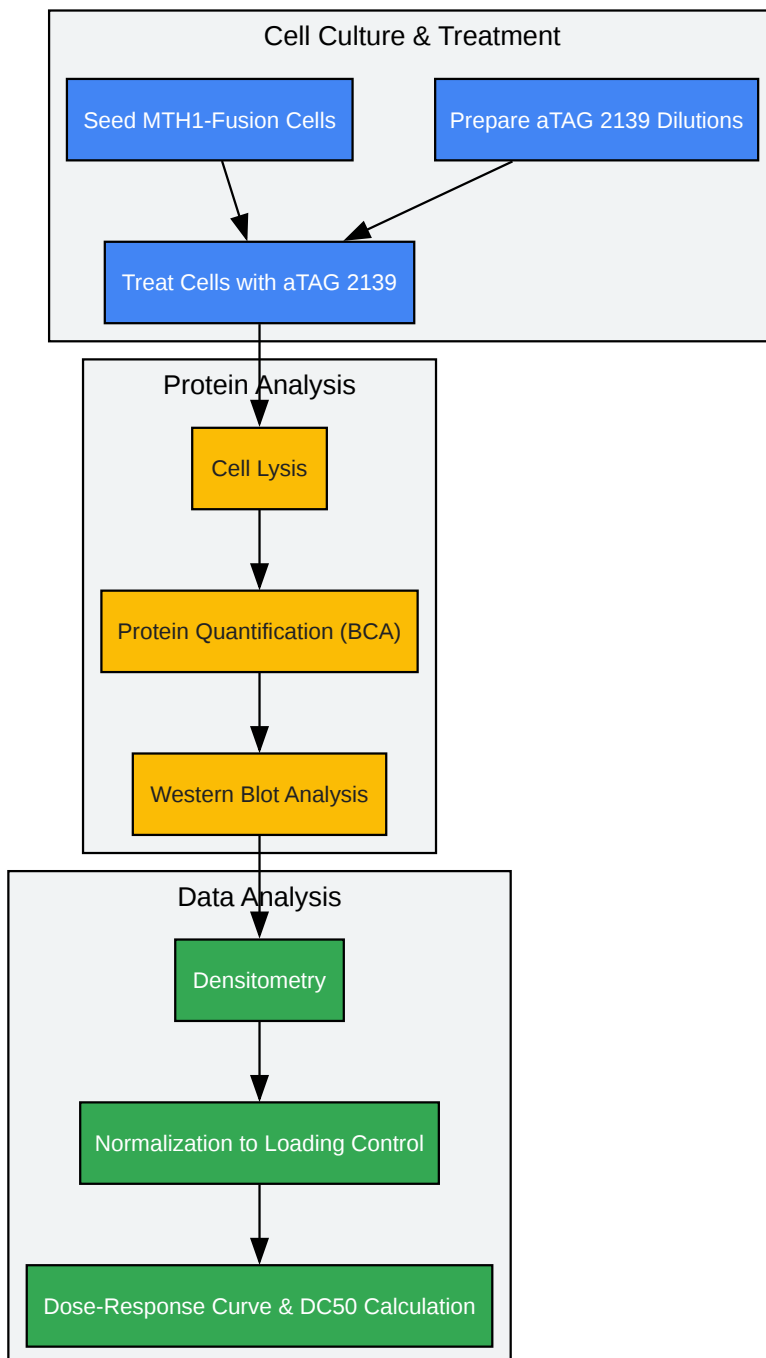 Cell Culture & Treatment
Seed MTH1-Fusion Cells
Prepare aTAG 2139 Dilutions
Treat Cells with aTAG 2139
Protein Analysis
Cell Lysis
Protein Quantification (BCA)
Western Blot Analysis
Data Analysis
Densitometry
Normalization to Loading Control
Dose-Response Curve & DC50 Calculation